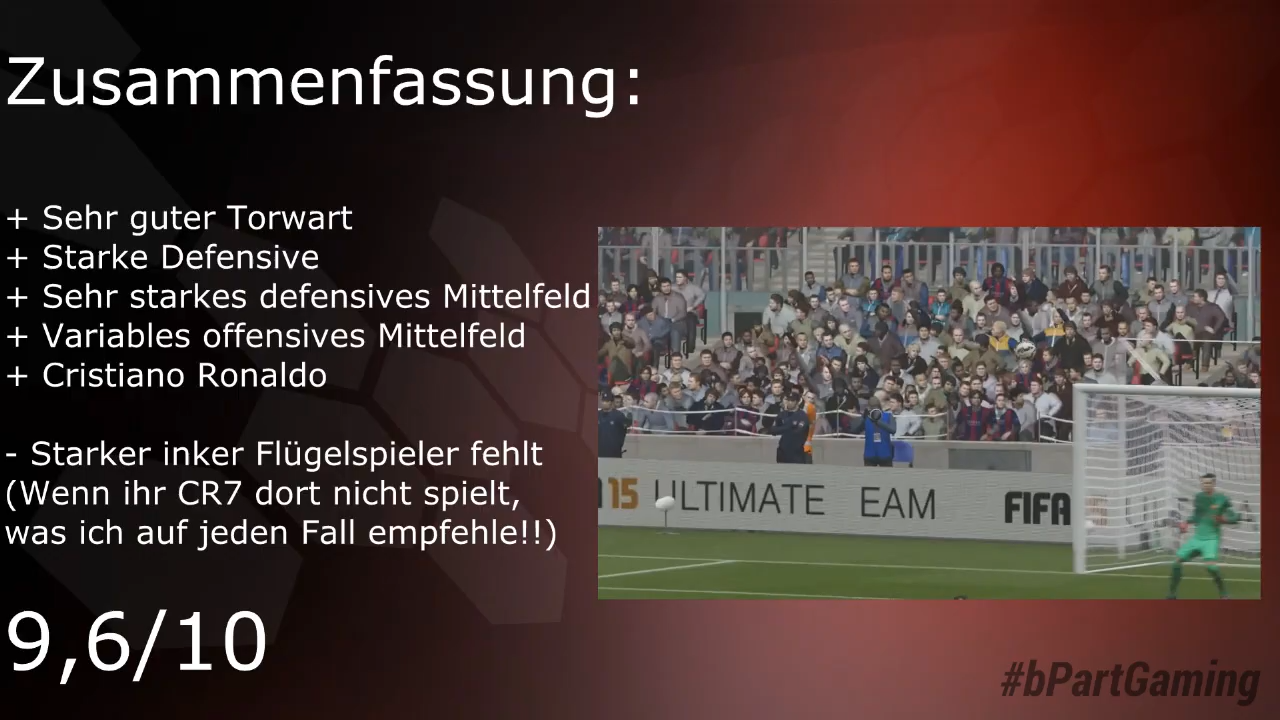 Zusammenfassung:
+ Sehr guter Torwart
+ Starke Defensive
+ Sehr starkes defensives Mittelfeld
+ Variables offensives Mittelfeld
+ Cristiano Ronaldo
- Starker inker Flügelspieler fehlt
(Wenn ihr CR7 dort nicht spielt,
was ich auf jeden Fall empfehle!!)
9,6/10
15 ULTIMATE EAM FIFA
#bPartGaming